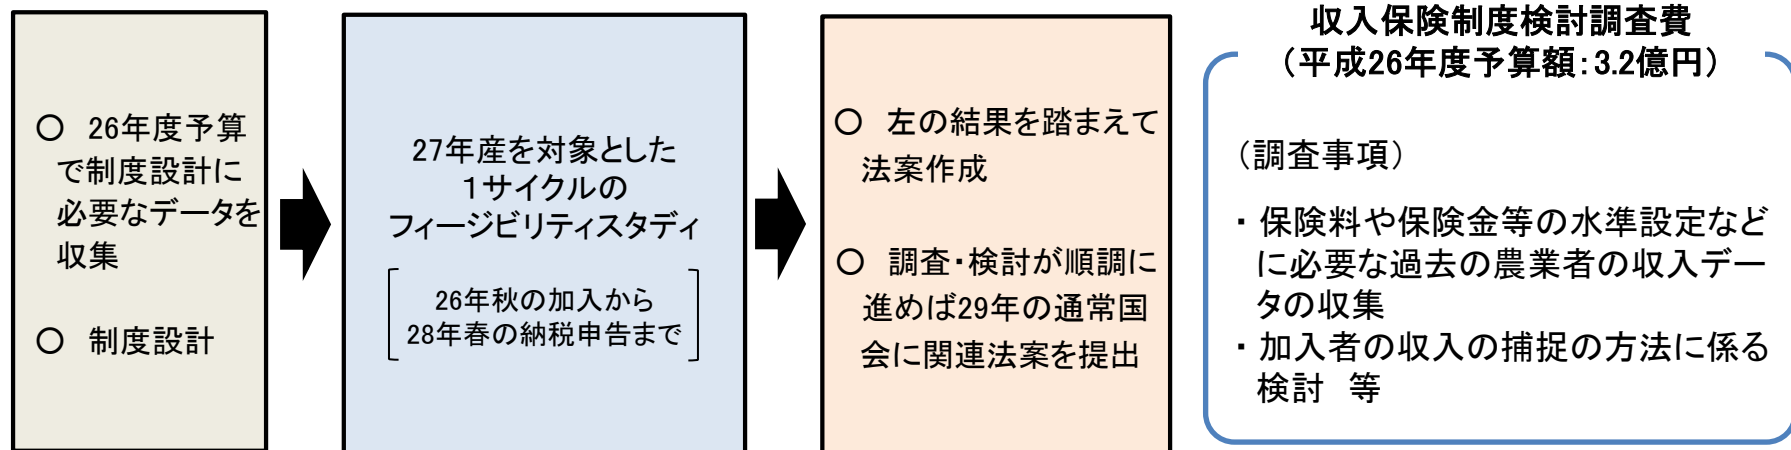 ○ 26年度予算
で制度設計に
必要なデータを
収集
○ 制度設計
27年産を対象とした
1サイクルの
フィージビリティスタディ
26年秋の加入から
28年春の納税申告まで
○ 左の結果を踏まえて
法案作成
○ 調査・検討が順調に
進めば29年の通常国
会に関連法案を提出
収入保険制度検討調査費
（平成26年度予算額：3.2億円）
（調査事項）
・保険料や保険金等の水準設定など
に必要な過去の農業者の収入デー
タの収集
・加入者の収入の捕捉の方法に係る
検討 等